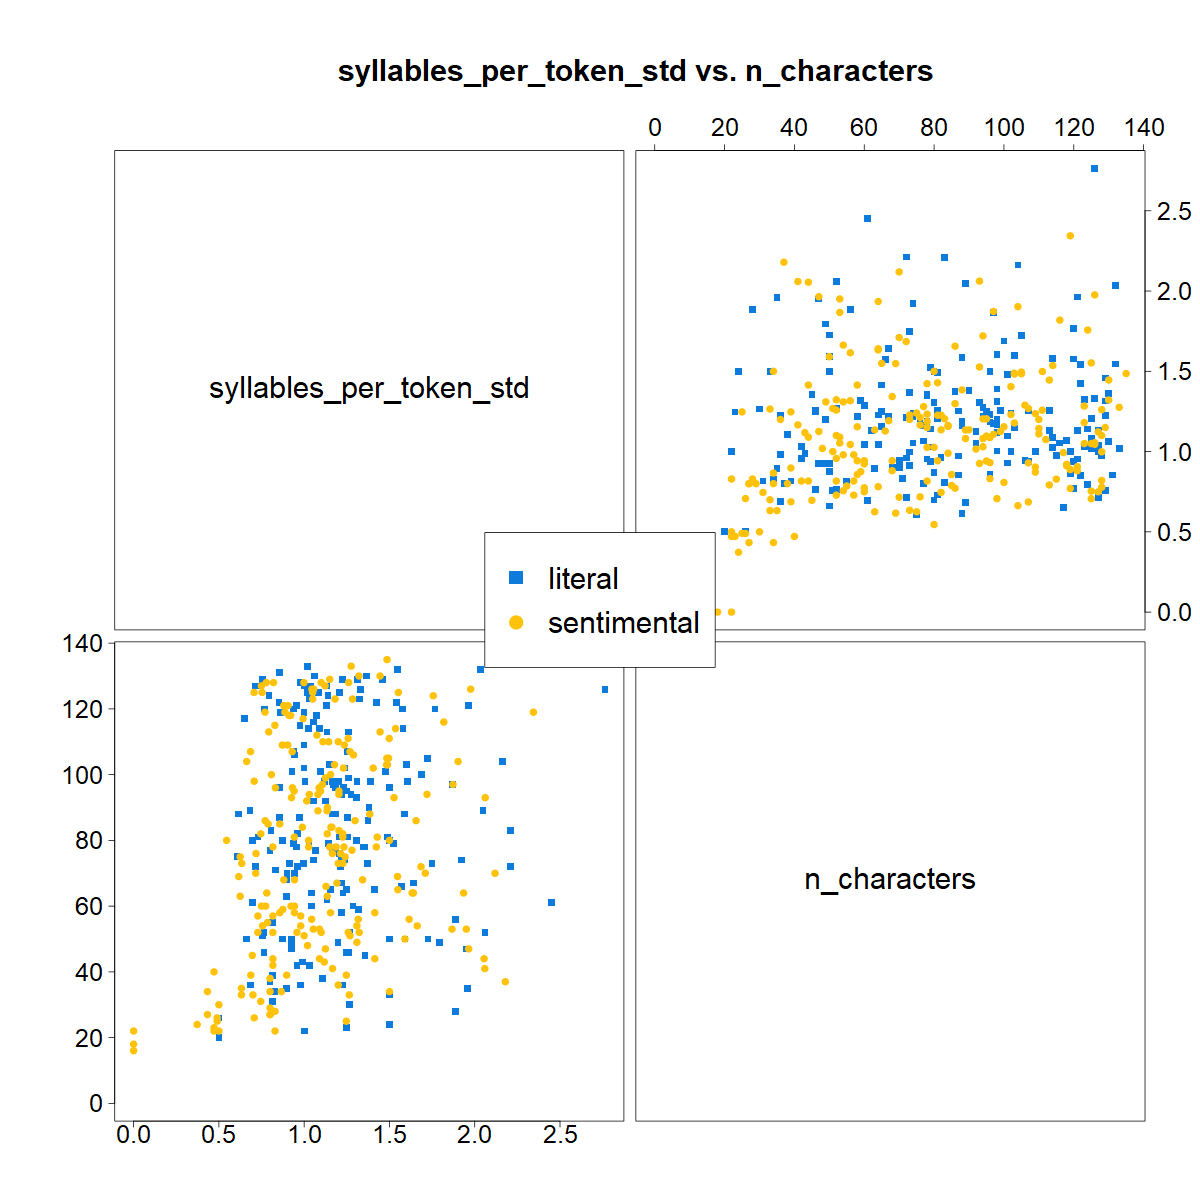 syllables_per_token_std vs. n_characters
0 20 40 60 80 100 120 140
2.5
2.0
1.5
1.0
0.5
0.0
syllables_per_token_std
literal
sentimental
140
120
100
80
60
40
20
0
n_characters
0.0 0.5 1.0 1.5 2.0 2.5